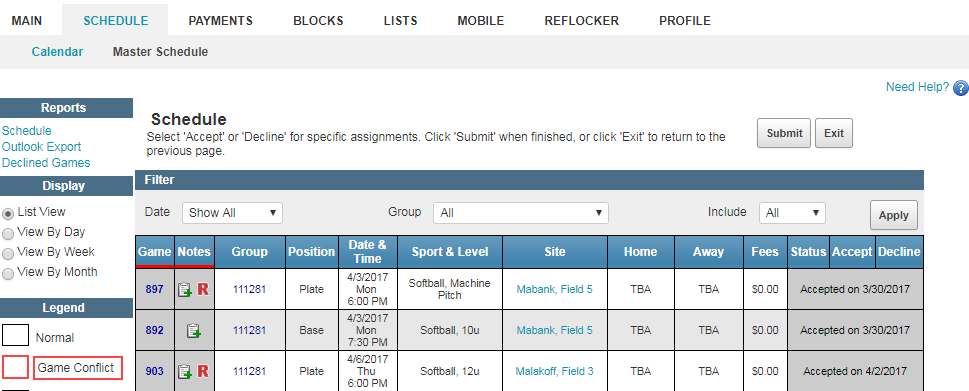 MAIN SCHEDULE PAYMENTS BLOCKS LISTS MOBILE REFLOCKER PROFILE
Calendar Master Schedule
Need Help? ?
Reports
Schedule
Outlook Export
Declined Games
Display
List View
View By Day
View By Week
View By Month
Legend
Normal
Game Conflict
Schedule
Select 'Accept' or 'Decline' for specific assignments. Click 'Submit' when finished, or click 'Exit' to return to the
previous page.
Submit Exit
Filter
Date Show All Group All Include All Apply
Game Notes Group Position Date & Time Sport & Level Site Home Away Fees Status Accept Decline
897 R 111281 Plate 4/3/2017 Mon 6:00 PM Softball, Machine Pitch Mabank, Field 5 TBA TBA $0.00 Accepted on 3/30/2017
892 111281 Base 4/3/2017 Mon 7:30 PM Softball, 10u Mabank, Field 5 TBA TBA $0.00 Accepted on 3/30/2017
903 R 111281 Plate 4/6/2017 Thu 6:00 PM Softball, 12u Malakoff, Field 3 TBA TBA $0.00 Accepted on 4/2/2017